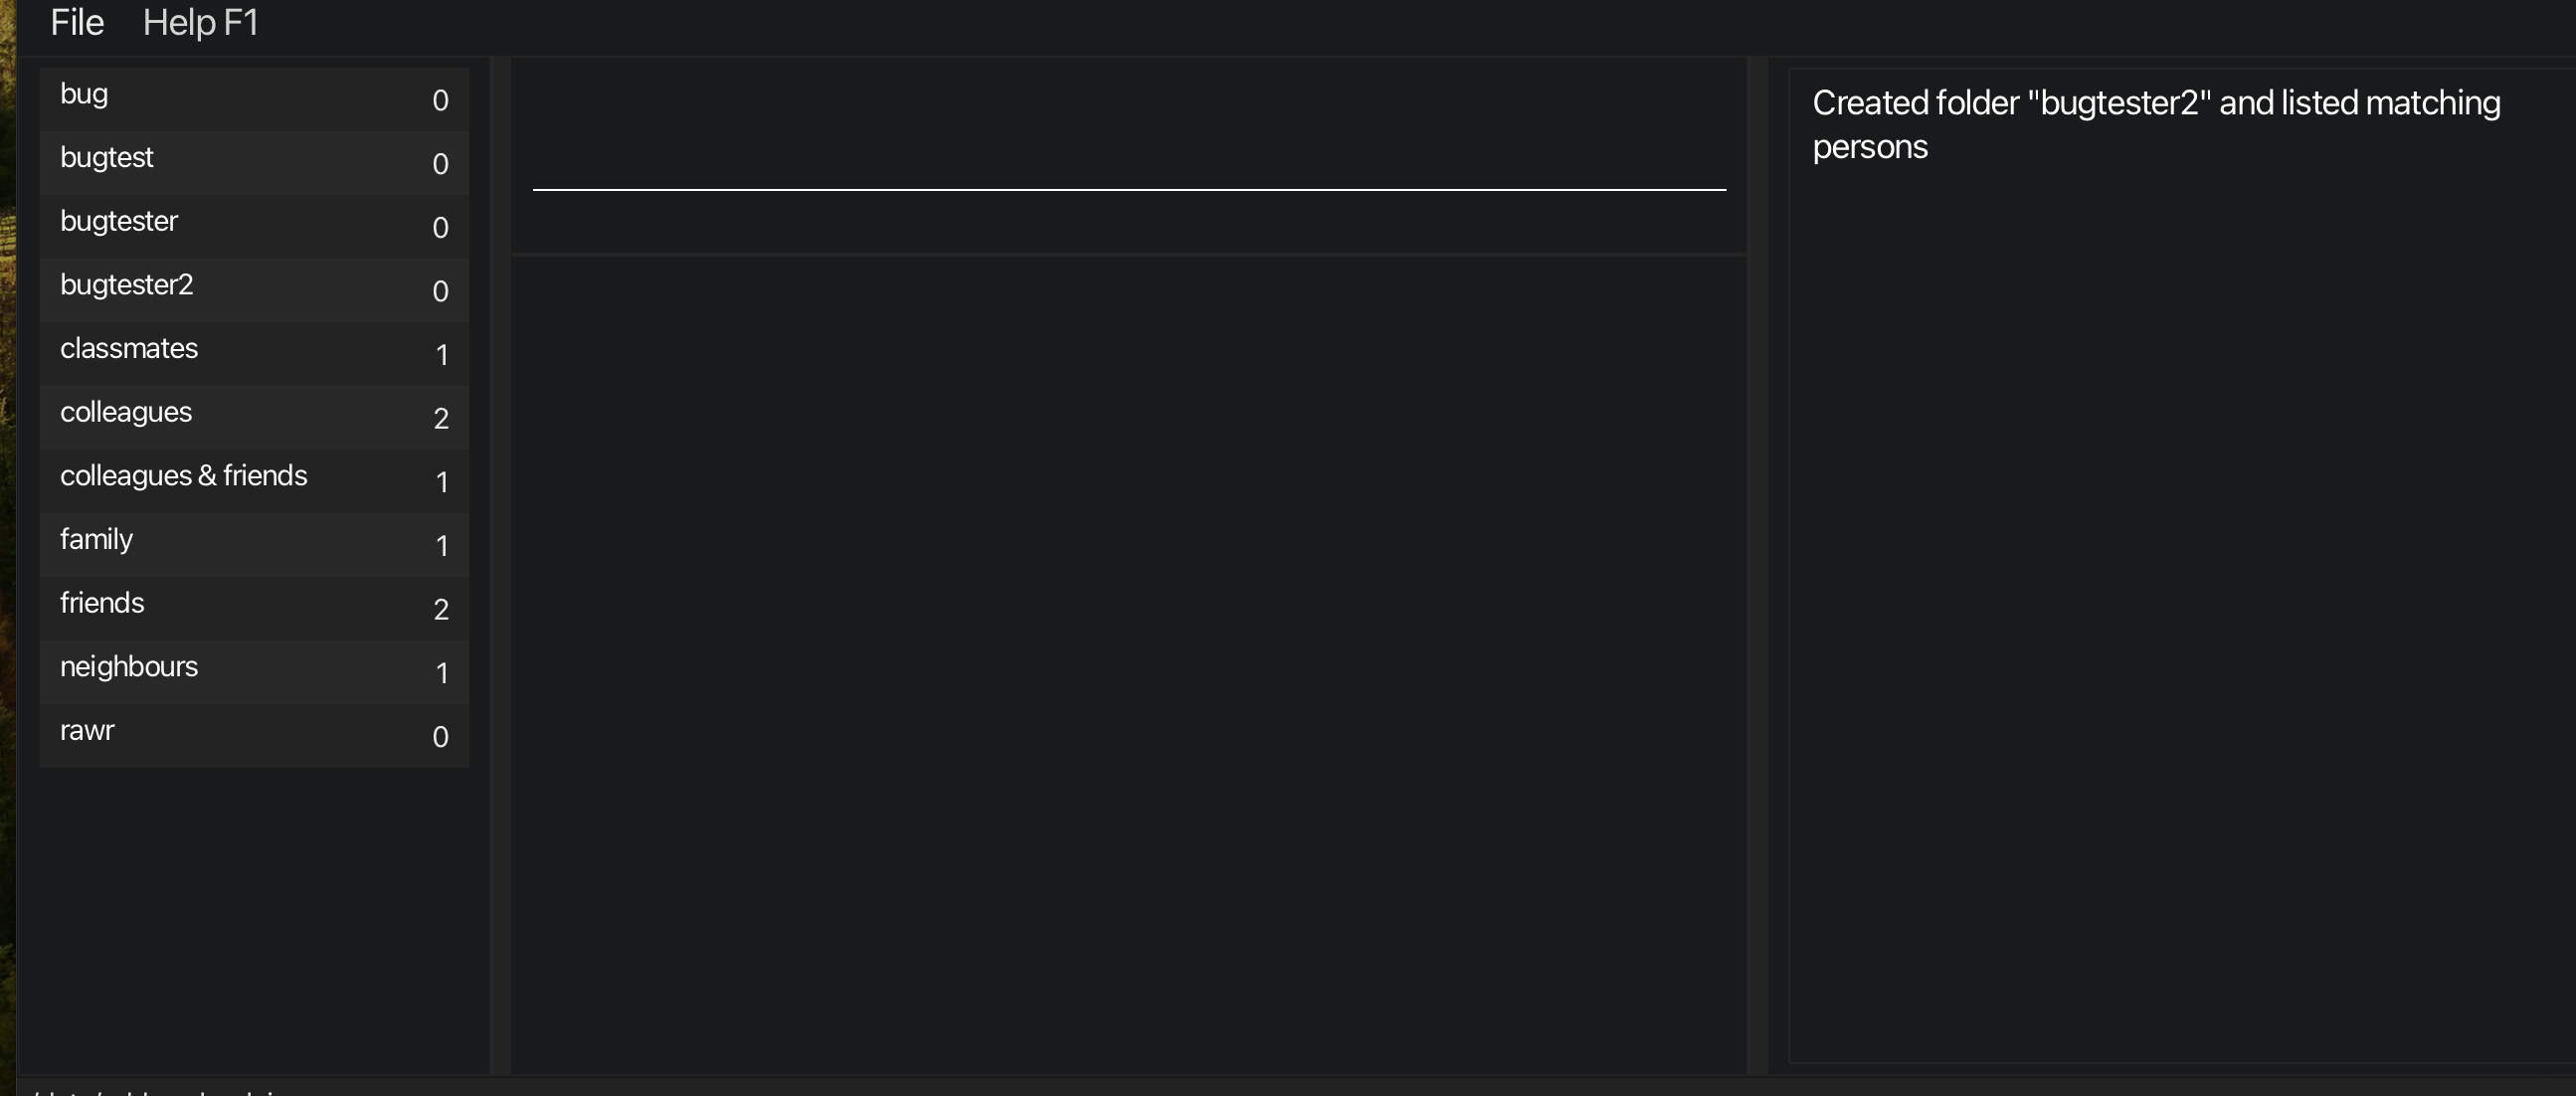 File Help F1
bug 0
bugtest 0
bugtester 0
bugtester2 0
classmates 1
colleagues 2
colleagues & friends 1
family 1
friends 2
neighbours 1
rawr 0
Created folder "bugtester2" and listed matching
persons